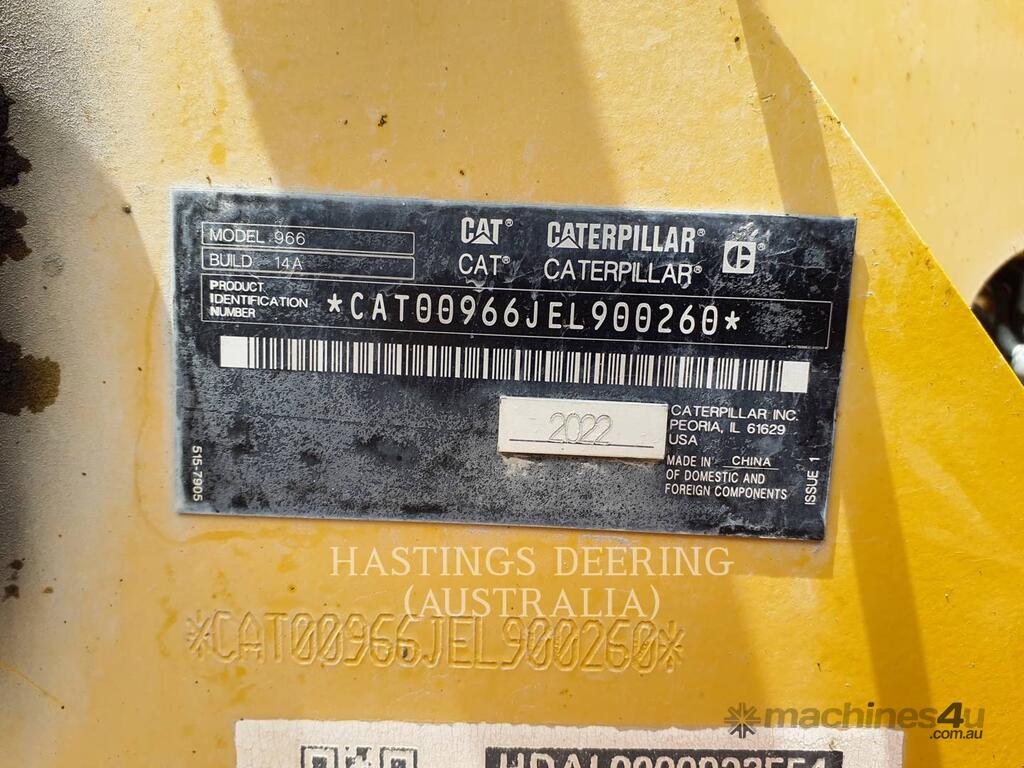 MODEL 966
BUILD 14A
CAT® CATERPILLAR®
CAT® CATERPILLAR®
C®
PRODUCT
IDENTIFICATION
NUMBER
*CAT00966JEL900260*
2022
CATERPILLAR INC.
PEORIA, IL 61629
USA
MADE IN CHINA
OF DOMESTIC AND
FOREIGN COMPONENTS
515-7905
ISSUE 1
HASTINGS DEERING
(AUSTRALIA)
*CAT00966JEL900260*
machines4u
.com.au